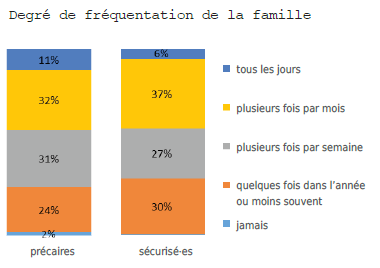 Degré de fréquentation de la famille
11%
32%
31%
24%
2%
précaires
6%
37%
27%
30%
sécurisé·es
tous les jours
plusieurs fois par mois
plusieurs fois par semaine
quelques fois dans l'année
ou moins souvent
jamais